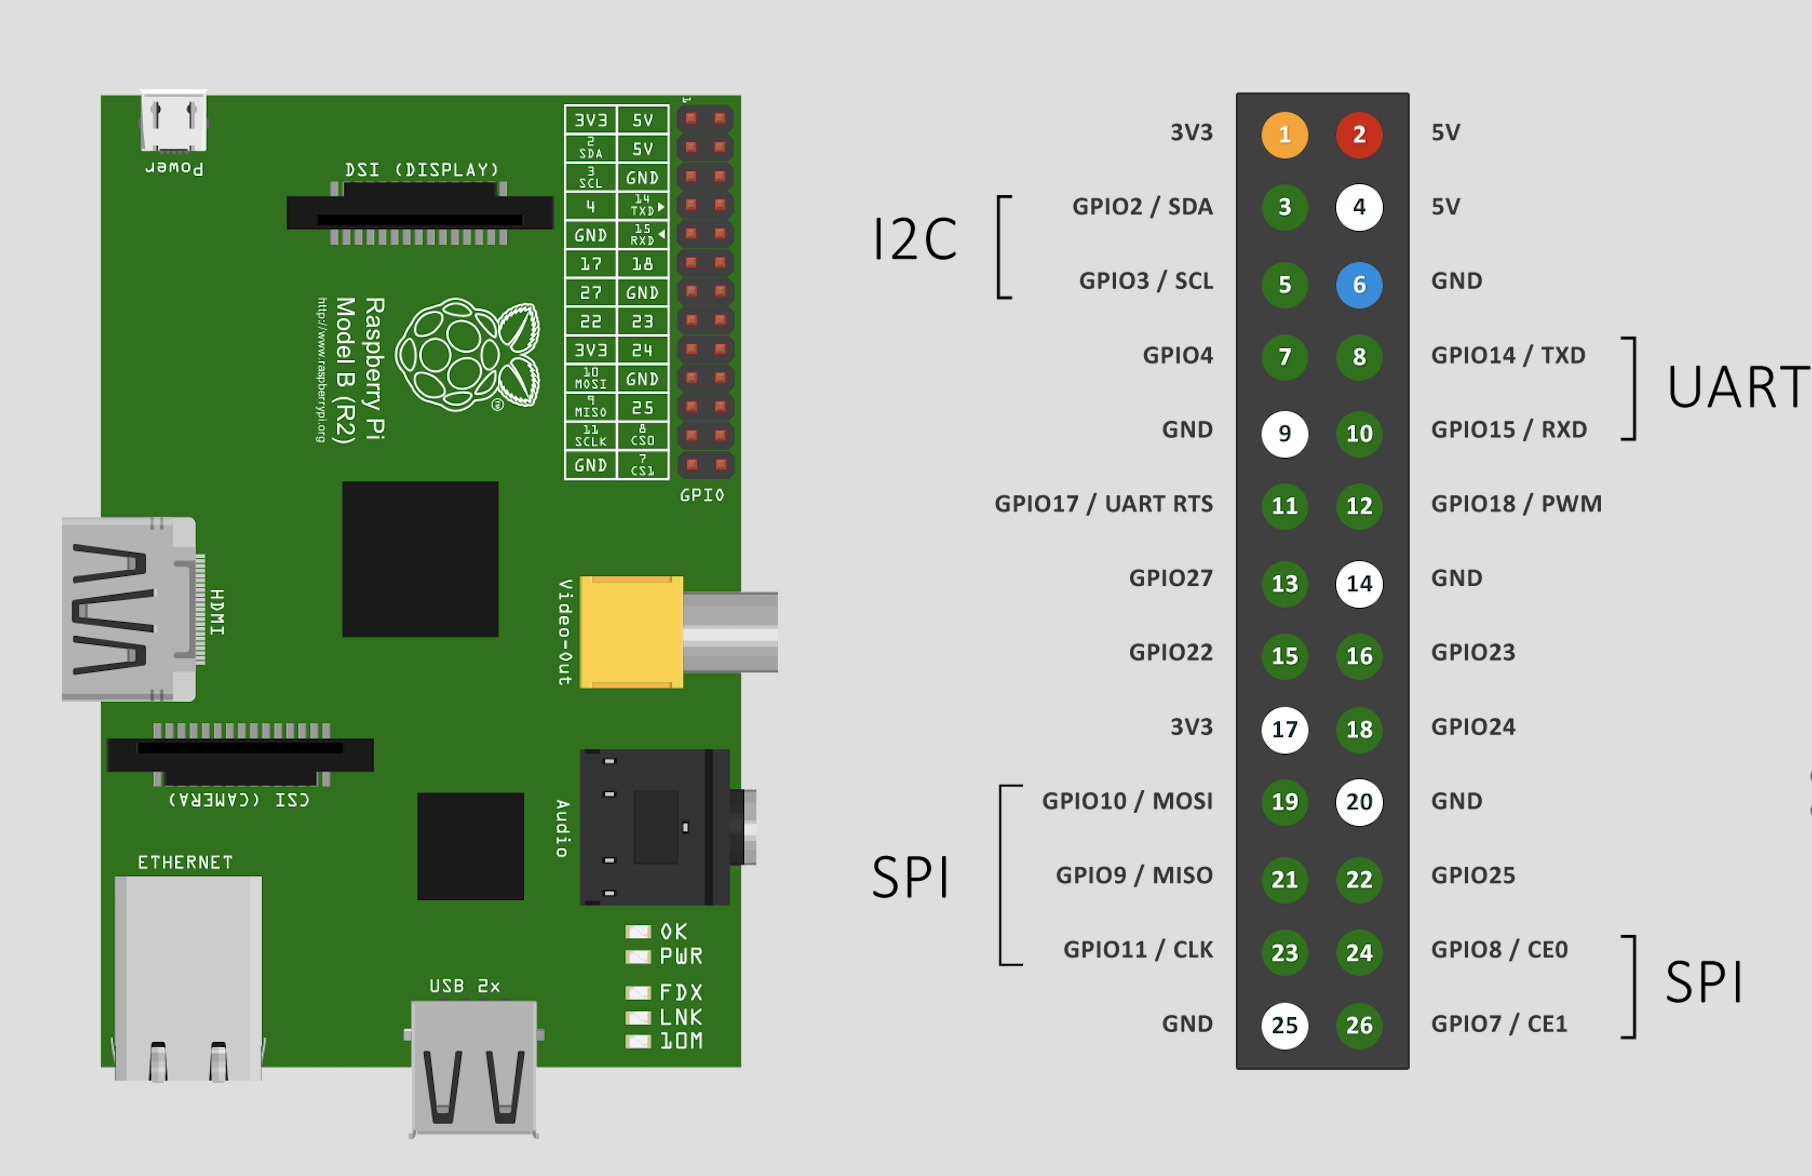 Power
DSI (DISPLAY)
1
3V3 5V
2 SDA 5V
3 SCL GND
4 14 TXD
GND 15 RXD
17 18
27 GND
22 23
3V3 24
10 MOSI GND
9 MISO 25
11 SCLK 8 CS0
GND 7 CS1
GPIO
Raspberry Pi
Model B (R2)
http://www.raspberrypi.org
TM
HDMI
Video-Out
CSI (CAMERA)
Audio
ETHERNET
OK
PWR
FDX
LNK
10M
USB 2x
3V3 1 2 5V
GPIO2 / SDA 3 4 5V
I2C
GPIO3 / SCL 5 6 GND
GPIO4 7 8 GPIO14 / TXD
UART
GND 9 10 GPIO15 / RXD
GPIO17 / UART RTS 11 12 GPIO18 / PWM
GPIO27 13 14 GND
GPIO22 15 16 GPIO23
3V3 17 18 GPIO24
GPIO10 / MOSI 19 20 GND
SPI
GPIO9 / MISO 21 22 GPIO25
GPIO11 / CLK 23 24 GPIO8 / CE0
SPI
GND 25 26 GPIO7 / CE1